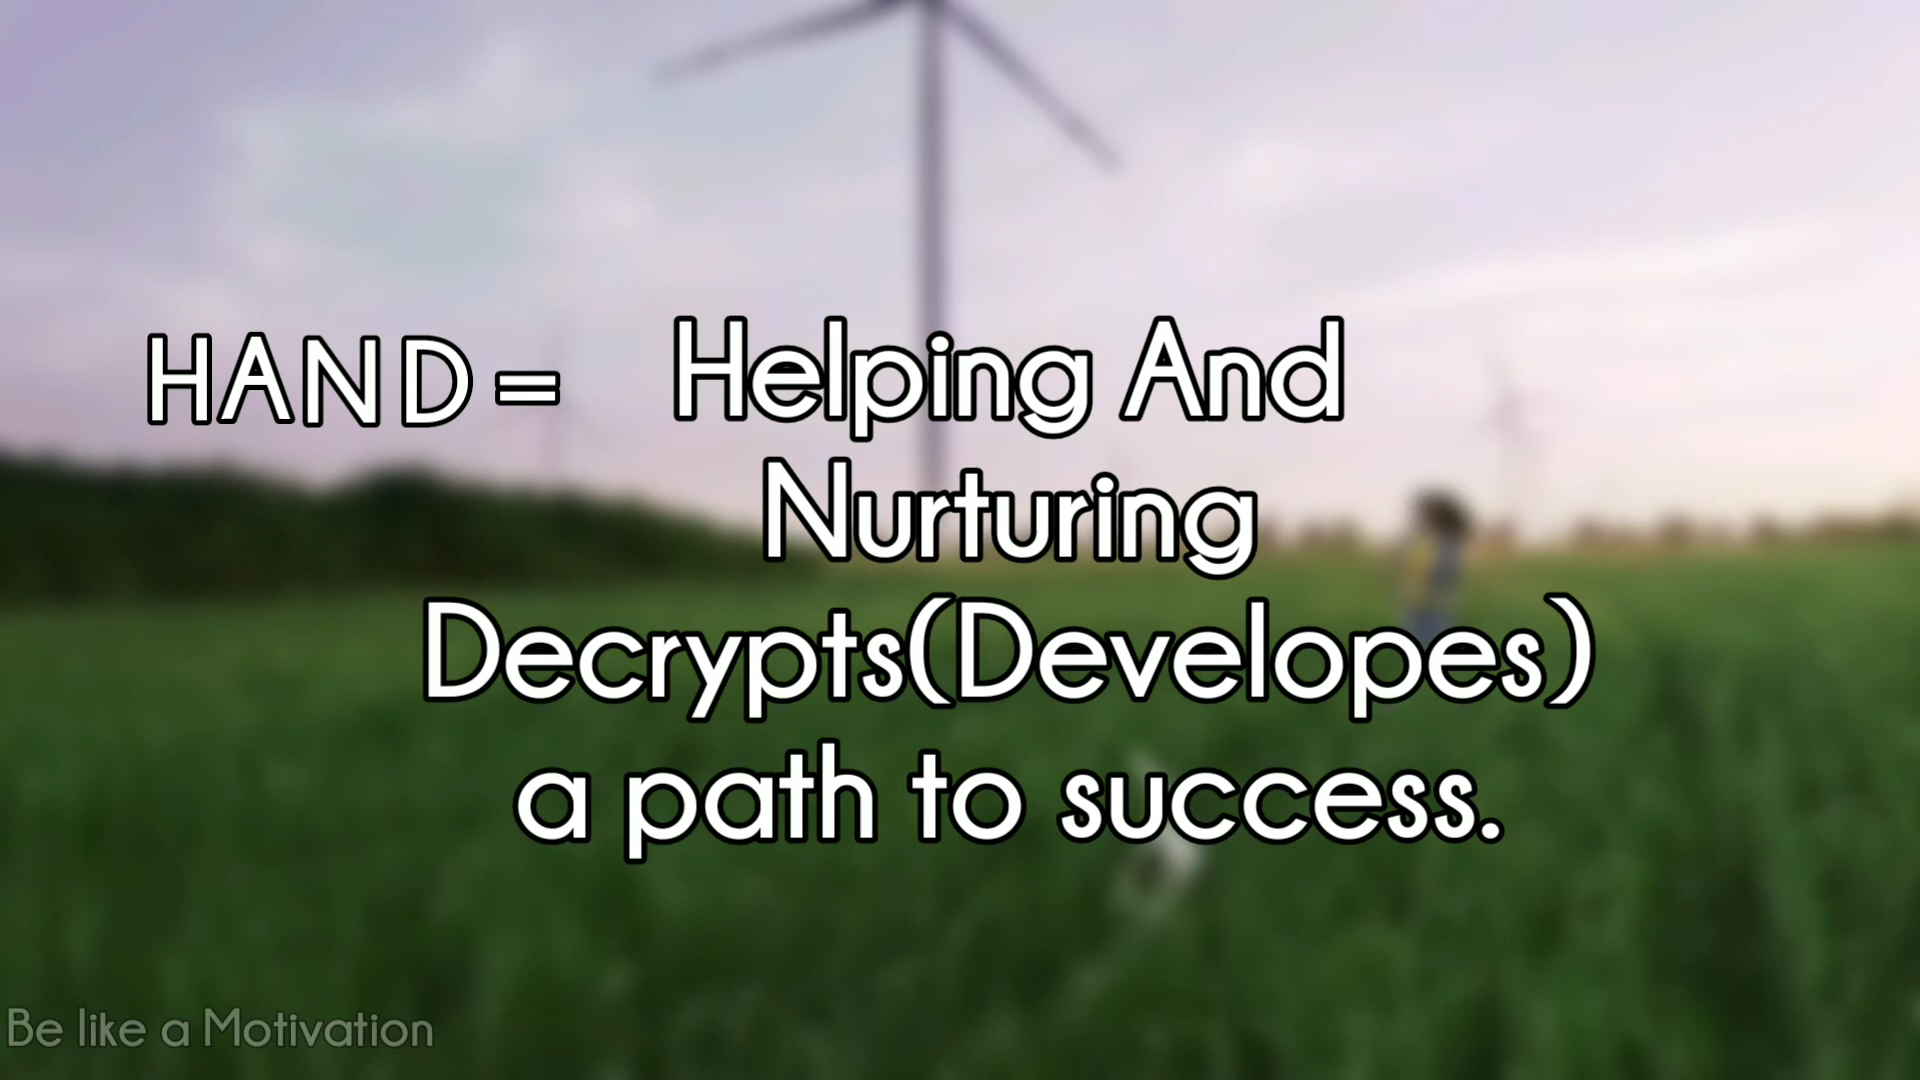 HAND = Helping And
Nurturing
Decrypts(Developes)
a path to success.
Be like a Motivation